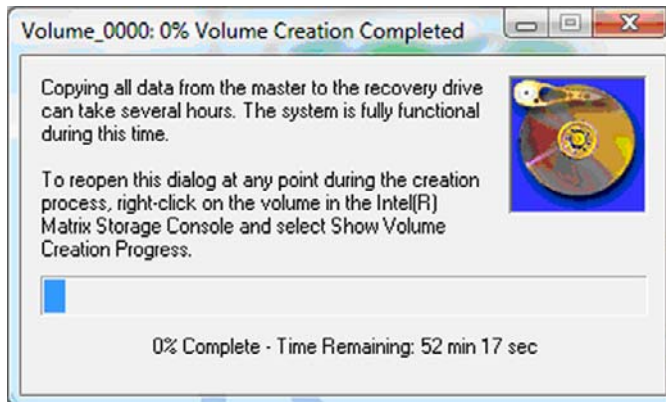 Volume_0000: 0% Volume Creation Completed
Copying all data from the master to the recovery drive
can take several hours. The system is fully functional
during this time.
To reopen this dialog at any point during the creation
process, right-click on the volume in the Intel(R)
Matrix Storage Console and select Show Volume
Creation Progress.
0% Complete - Time Remaining: 52 min 17 sec